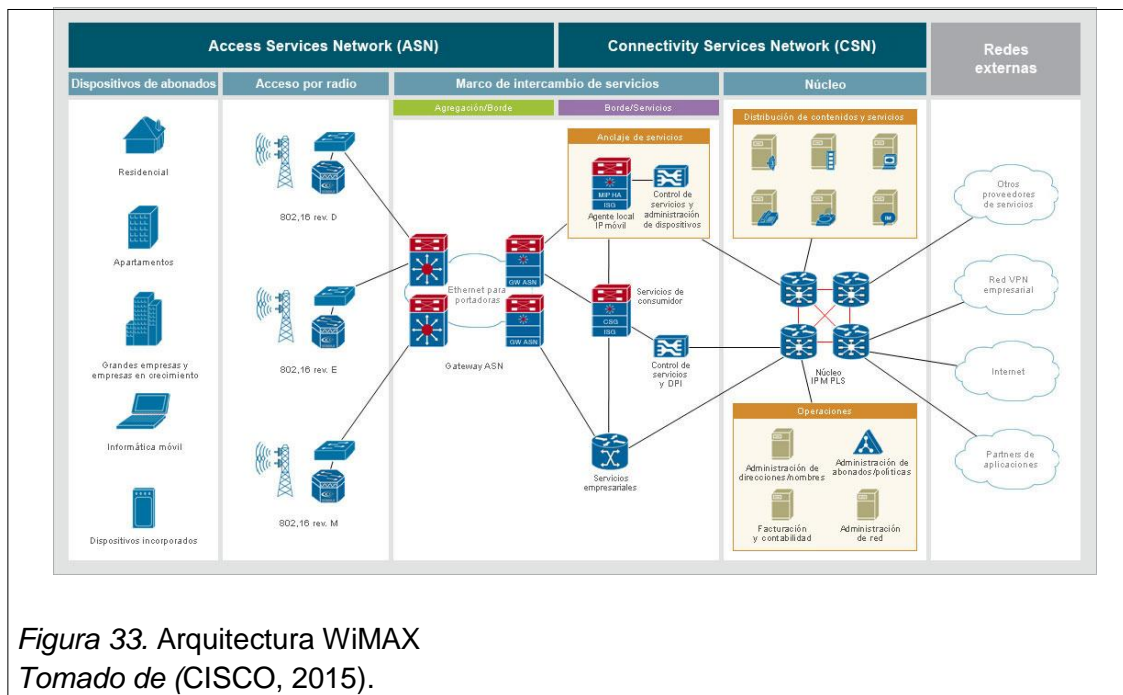 Access Services Network (ASN)
Connectivity Services Network (CSN)
Redes
externas
Dispositivos de abonados
Acceso por radio
Marco de intercambio de servicios
Núcleo
Agregación/Borde
Borde/Servicios
Residencial
Apartamentos
Grandes empresas y
empresas en crecimiento
Informática móvil
Dispositivos incorporados
802,16 rev. D
802,16 rev. E
802,16 rev. M
Ethernet para
portadoras
GW ASN
GW ASN
Gateway ASN
Anclaje de servicios
MIP HA
ISG
Agente local
IP móvil
Control de
servicios y
administración
de dispositivos
Servicios de
consumidor
CSG
ISG
Control de
servicios
y DPI
Servicios
empresariales
Distribución de contenidos y servicios
IM
Núcleo
IP M PLS
Operaciones
Administración de
direcciones/nombres
Administración de
abonados/políticas
Facturación
y contabilidad
Administración
de red
Otros
proveedores
de servicios
Red VPN
empresarial
Internet
Partners de
aplicaciones
Figura 33. Arquitectura WiMAX
Tomado de (CISCO, 2015).